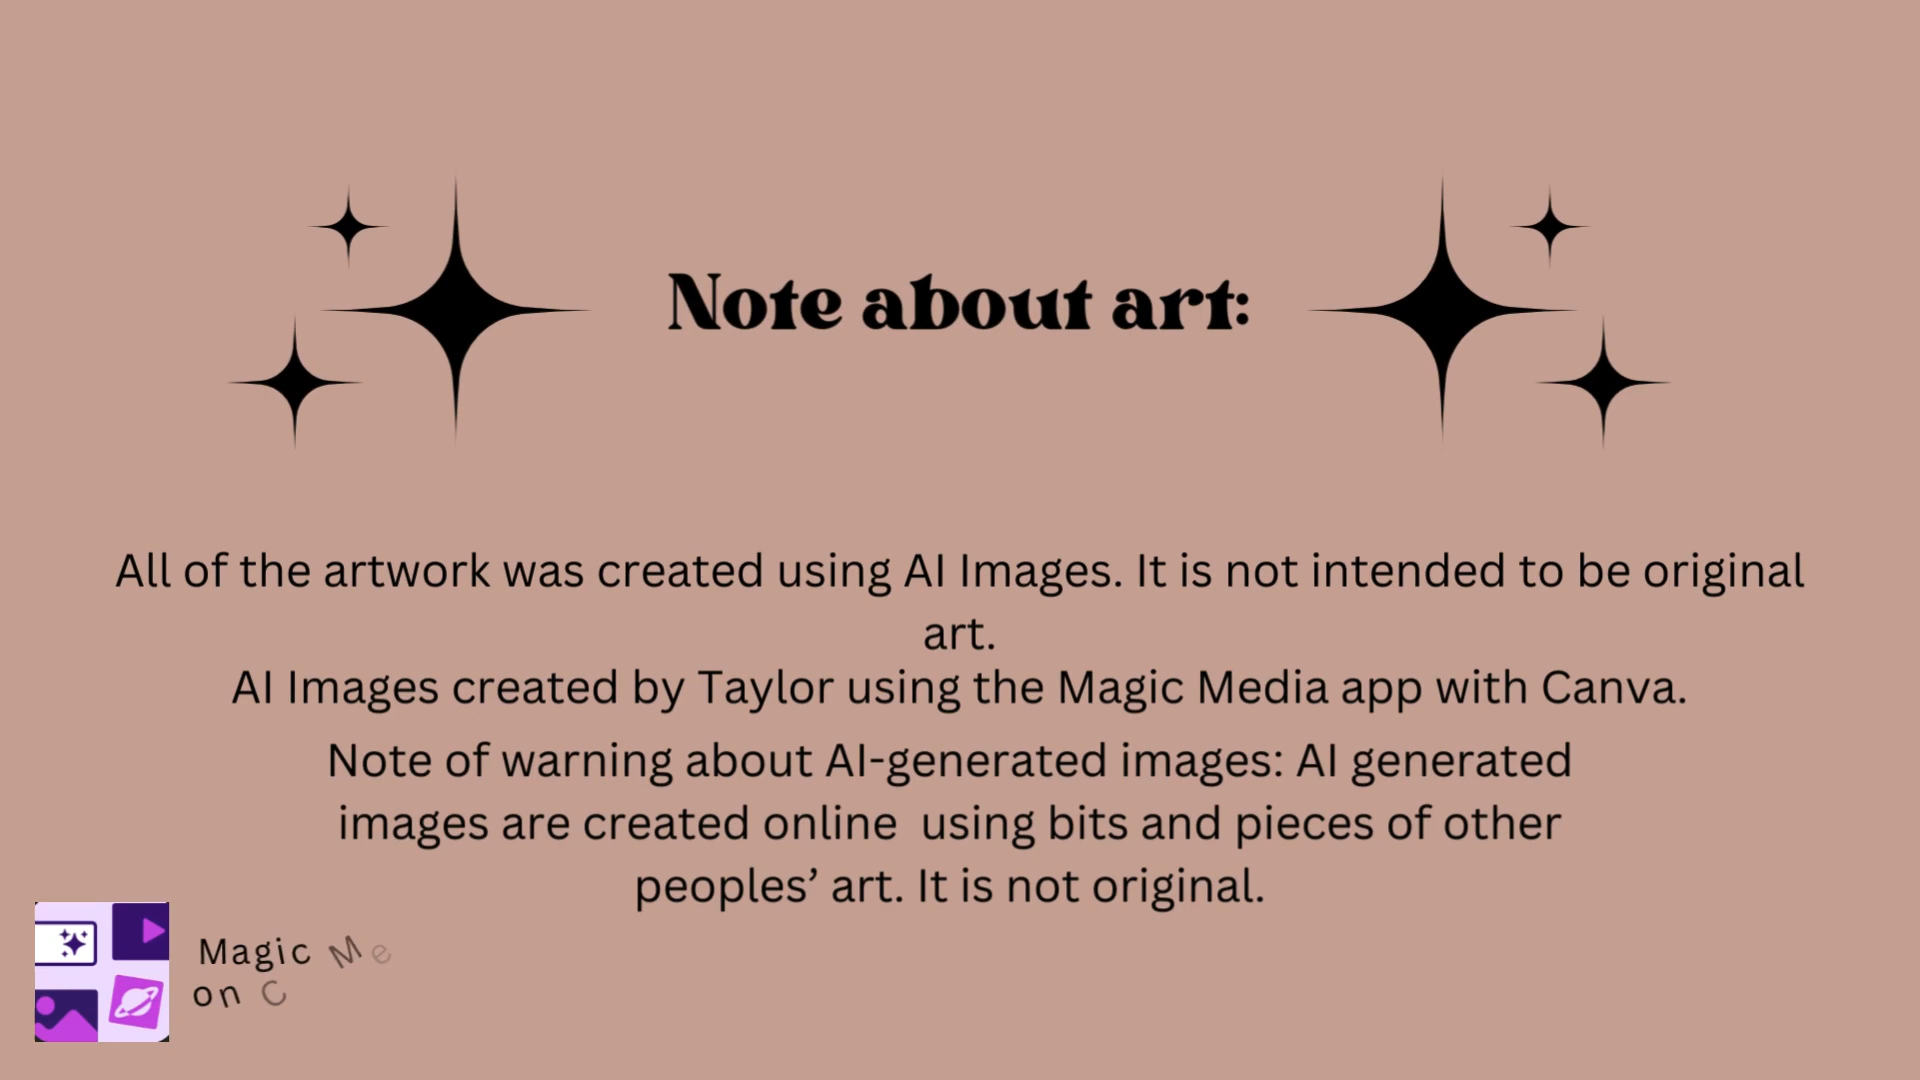 Note about art:
All of the artwork was created using AI Images. It is not intended to be original
art.
AI Images created by Taylor using the Magic Media app with Canva.
Note of warning about AI-generated images: AI generated
images are created online  using bits and pieces of other
peoples’ art. It is not original.
Magic Me
on C